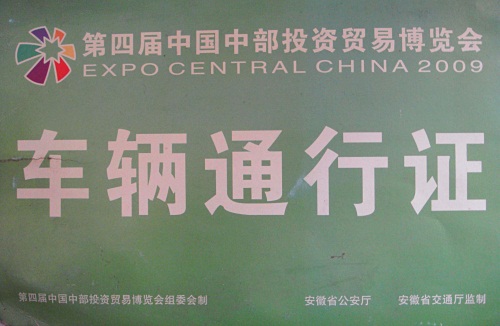 第四届中国中部投资贸易博览会
EXPO CENTRAL CHINA 2009
车辆通行证
第四届中国中部投资贸易博览会组委会制 安徽省公安厅 安徽省交通厅监制